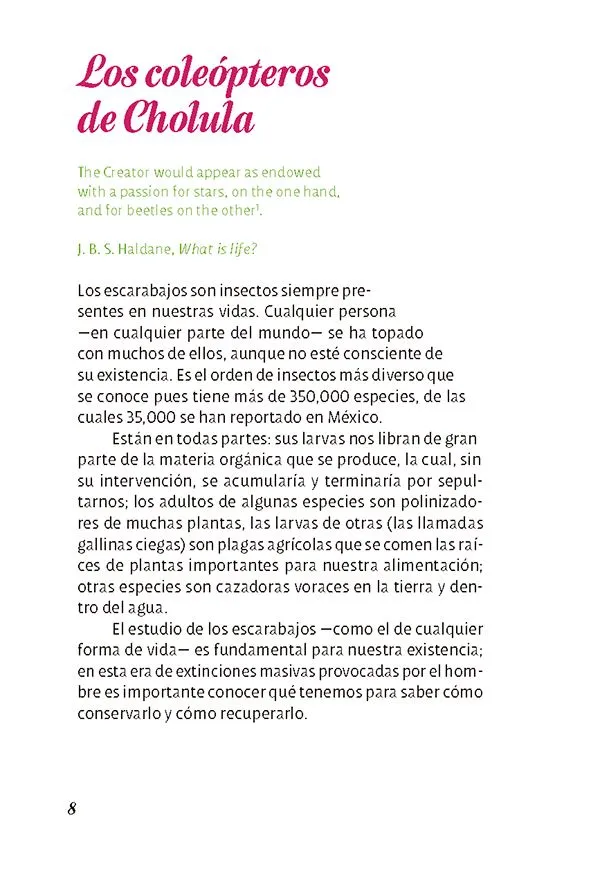 Los coleópteros
de Cholula
The Creator would appear as endowed
with a passion for stars, on the one hand,
and for beetles on the other¹.
J. B. S. Haldane, What is life?
Los escarabajos son insectos siempre pre-
sentes en nuestras vidas. Cualquier persona
—en cualquier parte del mundo— se ha topado
con muchos de ellos, aunque no esté consciente de
su existencia. Es el orden de insectos más diverso que
se conoce pues tiene más de 350,000 especies, de las
cuales 35,000 se han reportado en México.
Están en todas partes: sus larvas nos libran de gran
parte de la materia orgánica que se produce, la cual, sin
su intervención, se acumularía y terminaría por sepul-
tarnos; los adultos de algunas especies son polinizado-
res de muchas plantas, las larvas de otras (las llamadas
gallinas ciegas) son plagas agrícolas que se comen las raí-
ces de plantas importantes para nuestra alimentación;
otras especies son cazadoras voraces en la tierra y den-
tro del agua.
El estudio de los escarabajos —como el de cualquier
forma de vida— es fundamental para nuestra existencia;
en esta era de extinciones masivas provocadas por el hom-
bre es importante conocer qué tenemos para saber cómo
conservarlo y cómo recuperarlo.
8